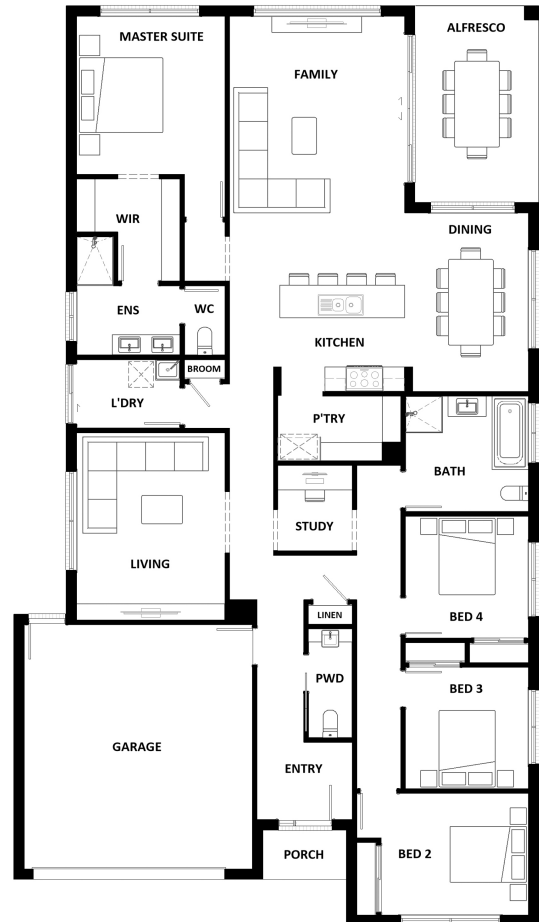 MASTER SUITE
ALFRESCO
FAMILY
WIR
DINING
ENS
WC
KITCHEN
BROOM
L'DRY
P'TRY
BATH
STUDY
LIVING
LINEN
BED 4
PWD
BED 3
GARAGE
ENTRY
PORCH
BED 2